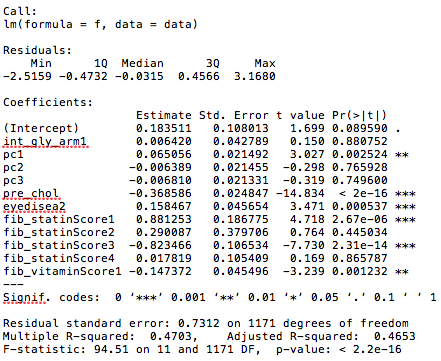 Call:
lm(formula = f, data = data)
Residuals:
Min 1Q Median 3Q Max
-2.5159 -0.4732 -0.0315 0.4566 3.1680
Coefficients:
Estimate Std. Error t value Pr(>|t|)
(Intercept) 0.183511 0.108013 1.699 0.089590 .
int_gly_arm1 0.006420 0.042789 0.150 0.880752
pc1 0.065056 0.021492 3.027 0.002524 **
pc2 -0.006389 0.021455 -0.298 0.765928
pc3 -0.006810 0.021331 -0.319 0.749600
pre_chol -0.368586 0.024847 -14.834 < 2e-16 ***
eyedisea2 0.158467 0.045654 3.471 0.000537 ***
fib_statinScore1 0.881253 0.186775 4.718 2.67e-06 ***
fib_statinScore2 0.290087 0.379706 0.764 0.445034
fib_statinScore3 -0.823466 0.106534 -7.730 2.31e-14 ***
fib_statinScore4 0.017819 0.105409 0.169 0.865787
fib_vitaminScore1 -0.147372 0.045496 -3.239 0.001232 **
---
Signif. codes: 0 ‘***’ 0.001 ‘**’ 0.01 ‘*’ 0.05 ‘.’ 0.1 ‘ ’ 1
Residual standard error: 0.7312 on 1171 degrees of freedom
Multiple R-squared: 0.4703, Adjusted R-squared: 0.4653
F-statistic: 94.51 on 11 and 1171 DF, p-value: < 2.2e-16